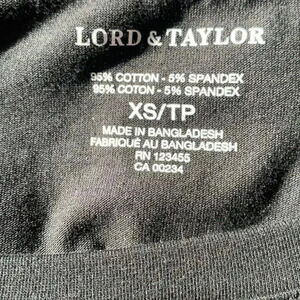 LORD & TAYLOR
95% COTTON - 5% SPANDEX
95% COTON - 5% SPANDEX
XS/TP
MADE IN BANGLADESH
FABRIQUÉ AU BANGLADESH
RN 123455
CA 00234